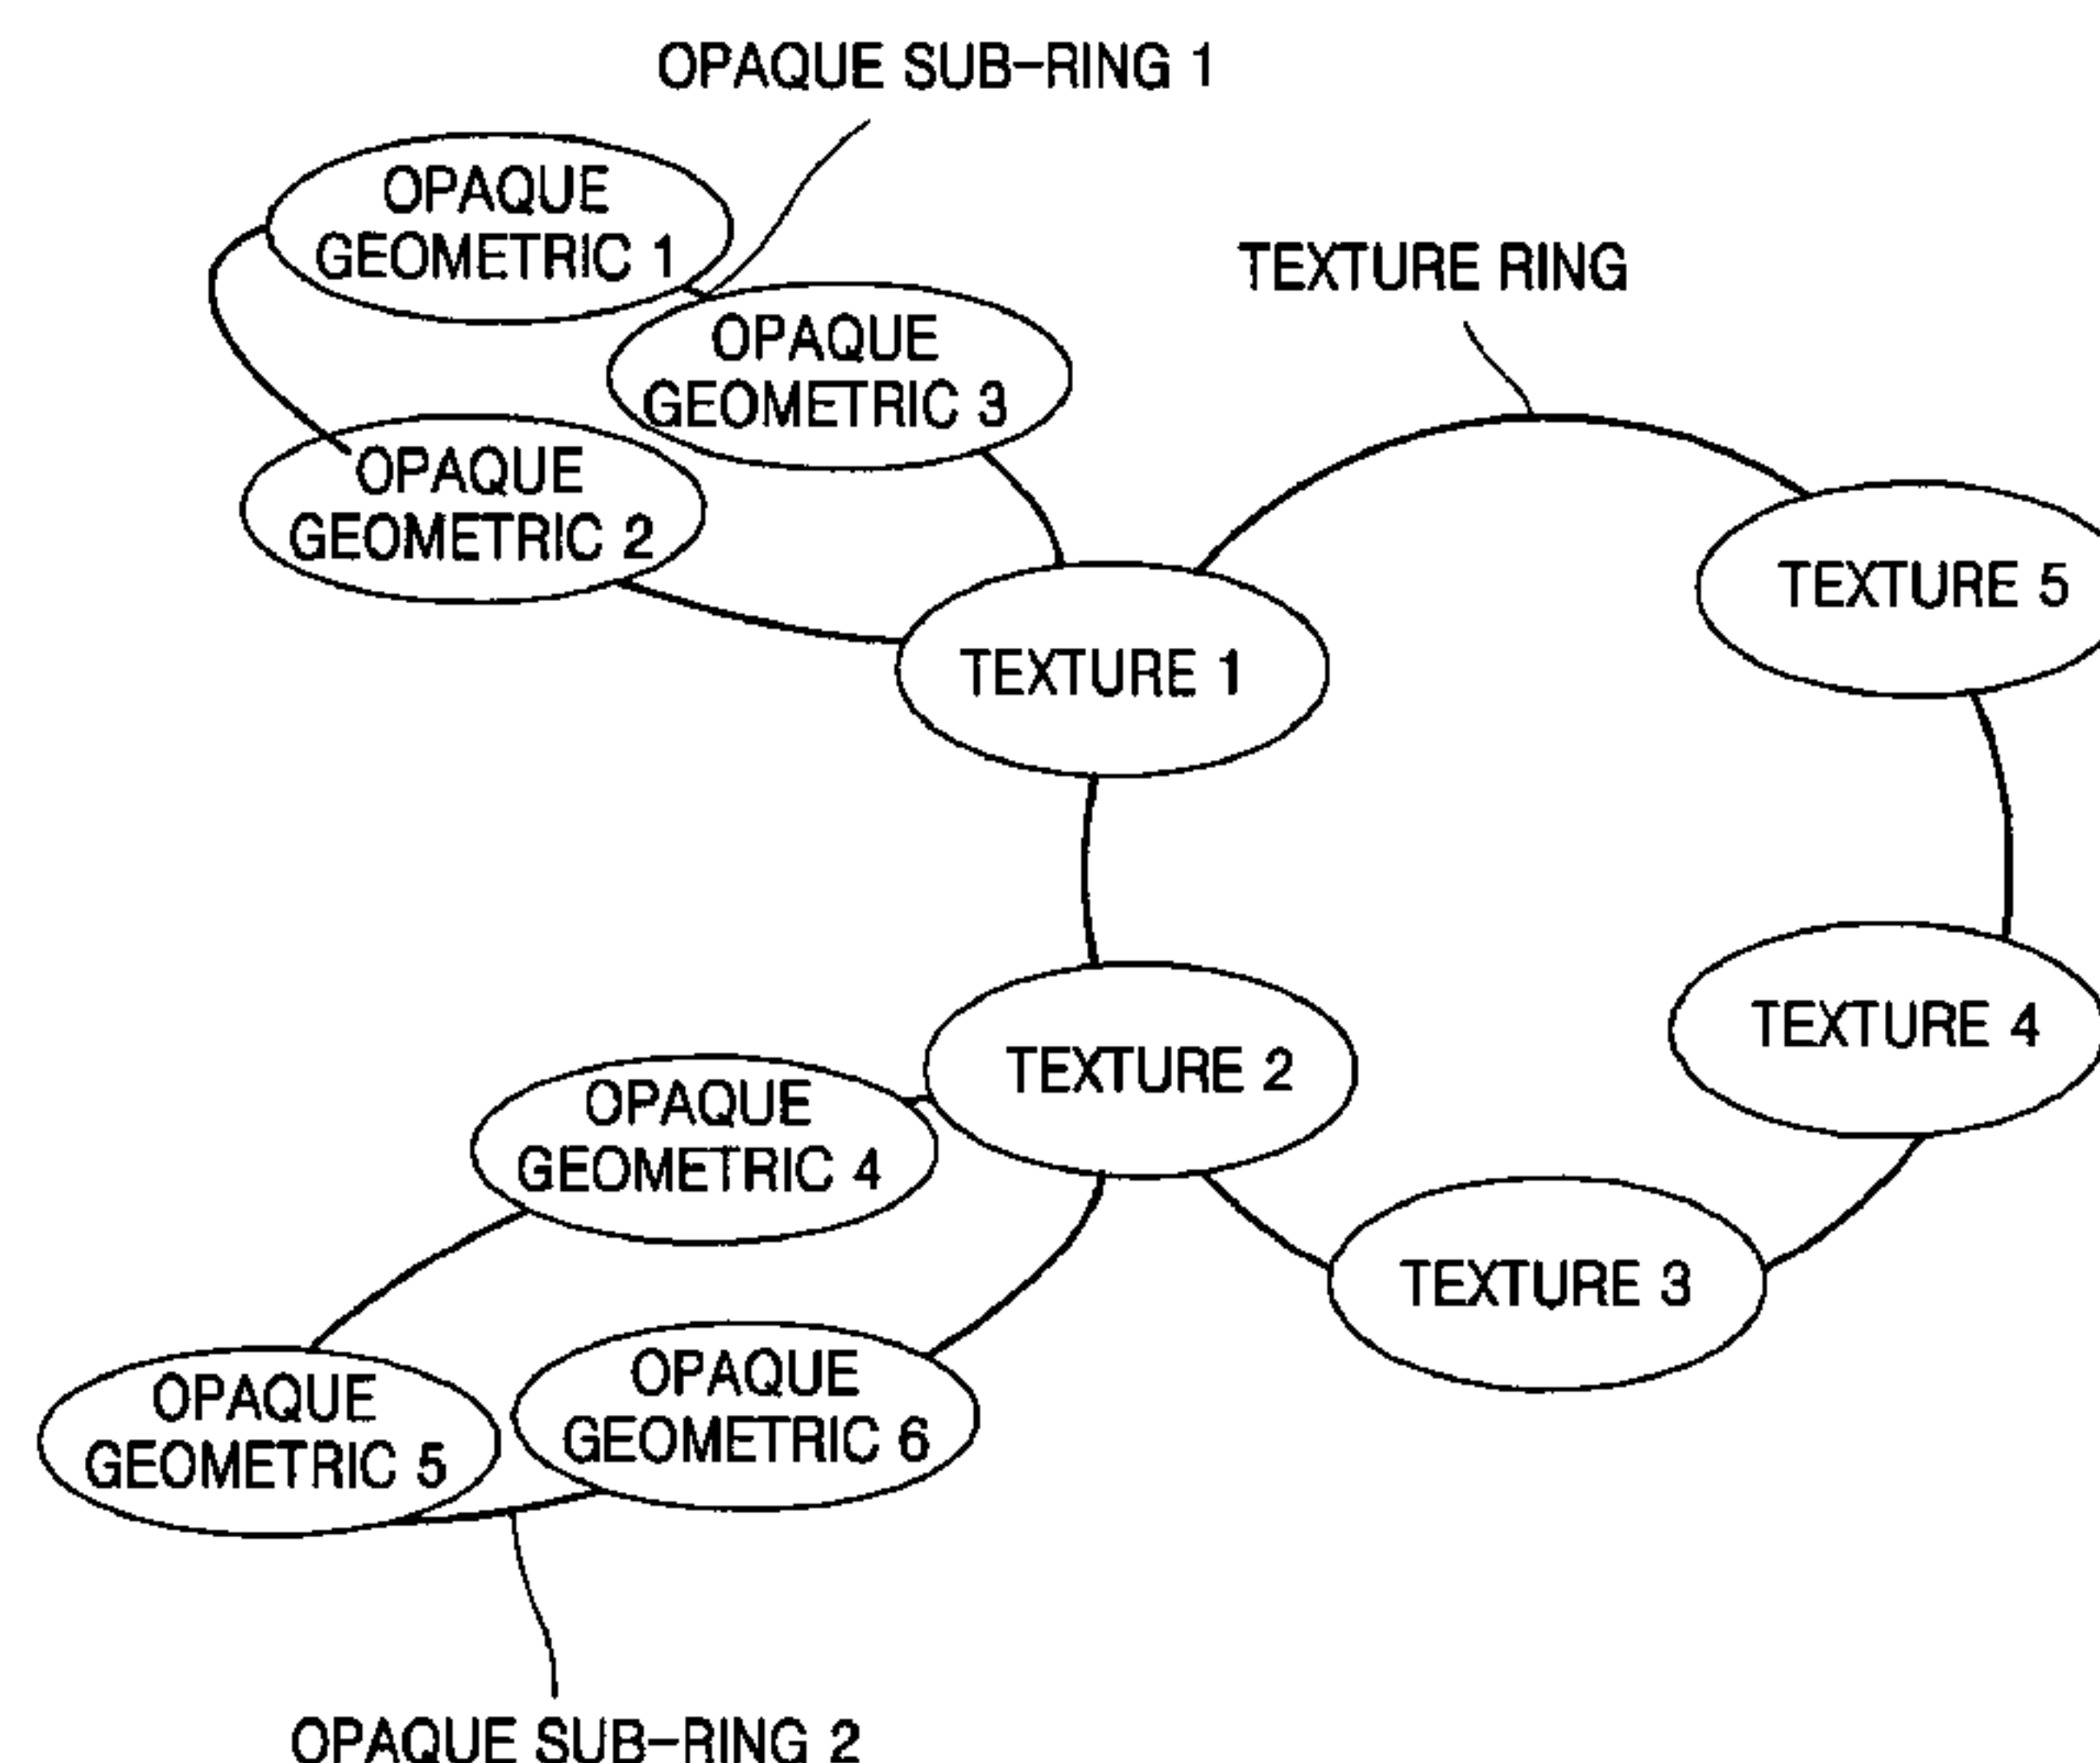 OPAQUE SUB-RING 1
OPAQUE
GEOMETRIC 1
TEXTURE RING
OPAQUE
GEOMETRIC 3
OPAQUE
GEOMETRIC 2
TEXTURE 5
TEXTURE 1
TEXTURE 4
TEXTURE 2
OPAQUE
GEOMETRIC 4
TEXTURE 3
OPAQUE
GEOMETRIC 5
OPAQUE
GEOMETRIC 6
OPAQUE SUB-RING 2